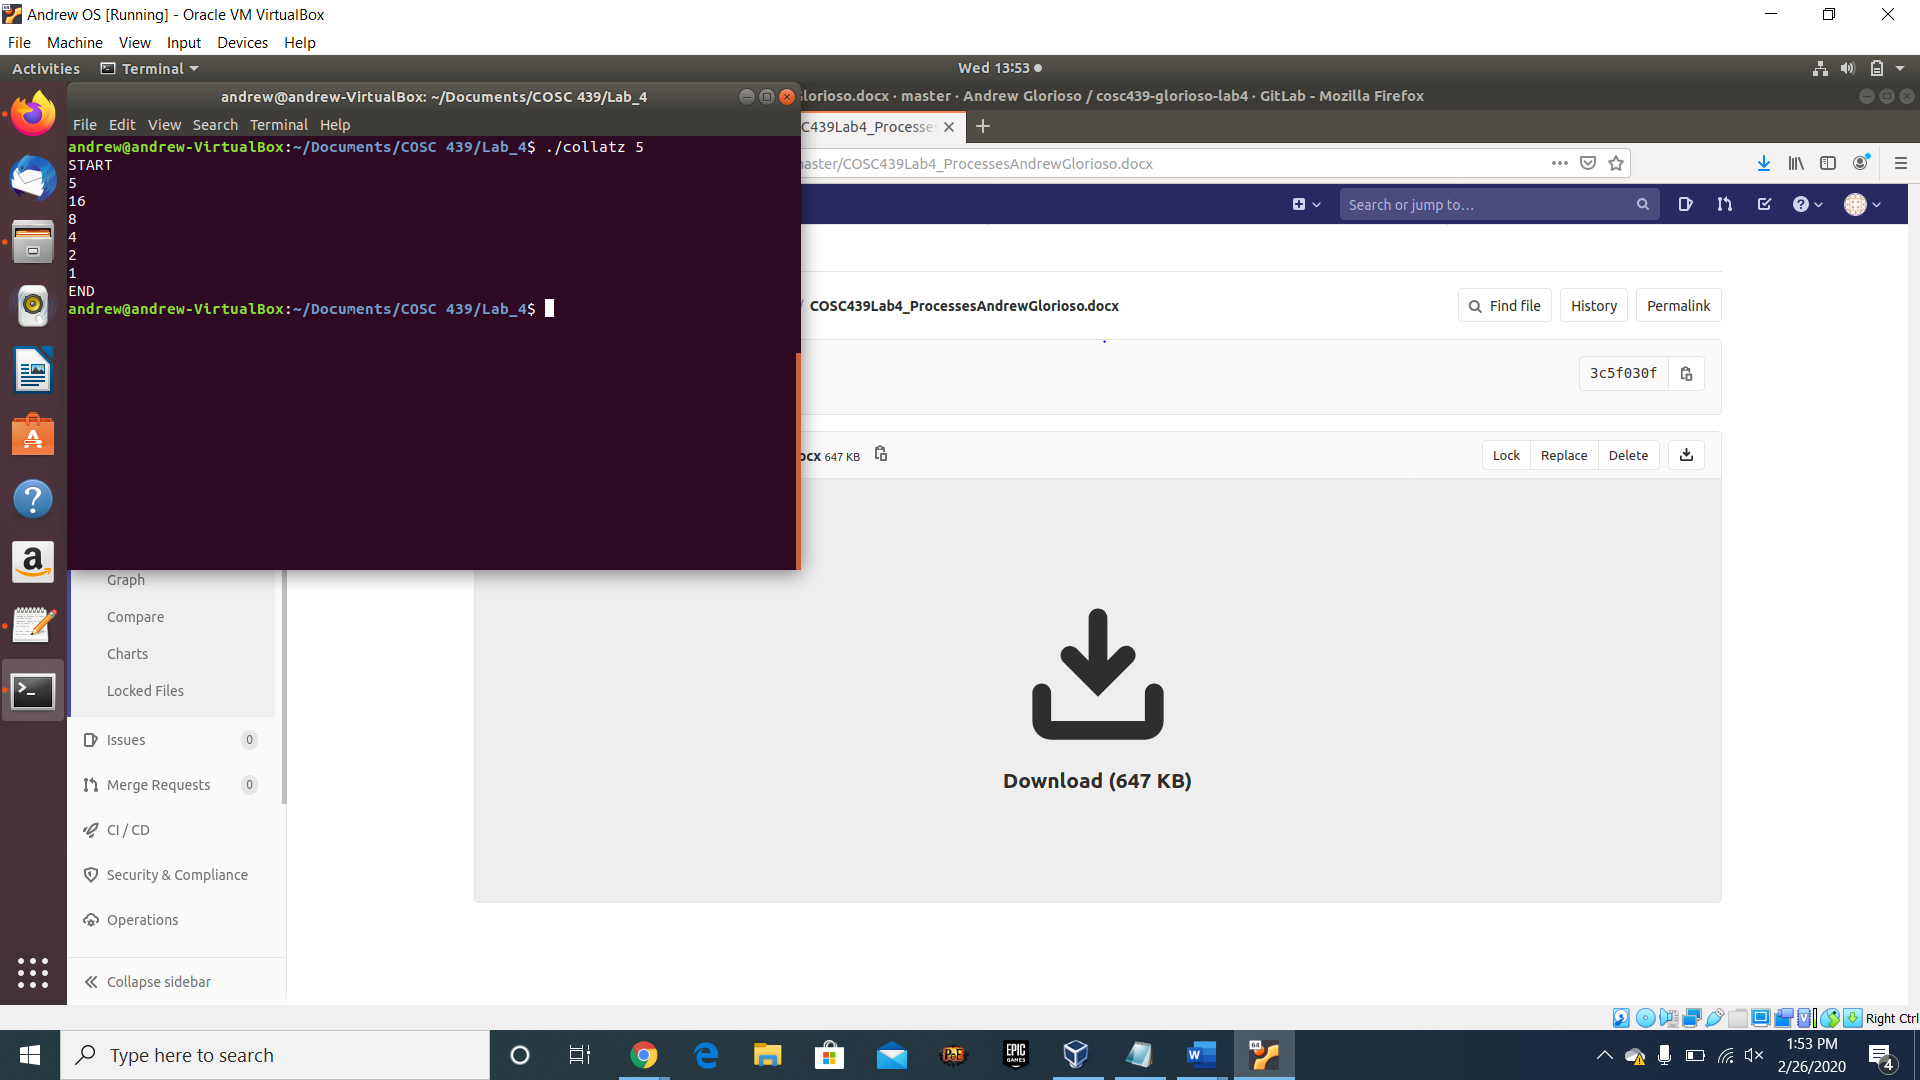 Andrew OS [Running] - Oracle VM VirtualBox
File Machine View Input Devices Help
Activities Terminal Wed 13:53
andrew@andrew-VirtualBox: ~/Documents/COSC 439/Lab_4
lorioso.docx · master · Andrew Glorioso / cosc439-glorioso-lab4 · GitLab - Mozilla Firefox
File Edit View Search Terminal Help
C439Lab4_Processes
andrew@andrew-VirtualBox:~/Documents/COSC 439/Lab_4$ ./collatz 5
START
5
16
8
4
2
1
END
andrew@andrew-VirtualBox:~/Documents/COSC 439/Lab_4$
aster/COSC439Lab4_ProcessesAndrewGlorioso.docx
Search or jump to…
/ COSC439Lab4_ProcessesAndrewGlorioso.docx
Find file History Permalink
3c5f030f
ocx 647 KB
Lock Replace Delete
Download (647 KB)
Graph
Compare
Charts
Locked Files
Issues 0
Merge Requests 0
CI / CD
Security & Compliance
Operations
Collapse sidebar
Right Ctrl
Type here to search
EPIC GAMES
PoE
64
1:53 PM
2/26/2020
4